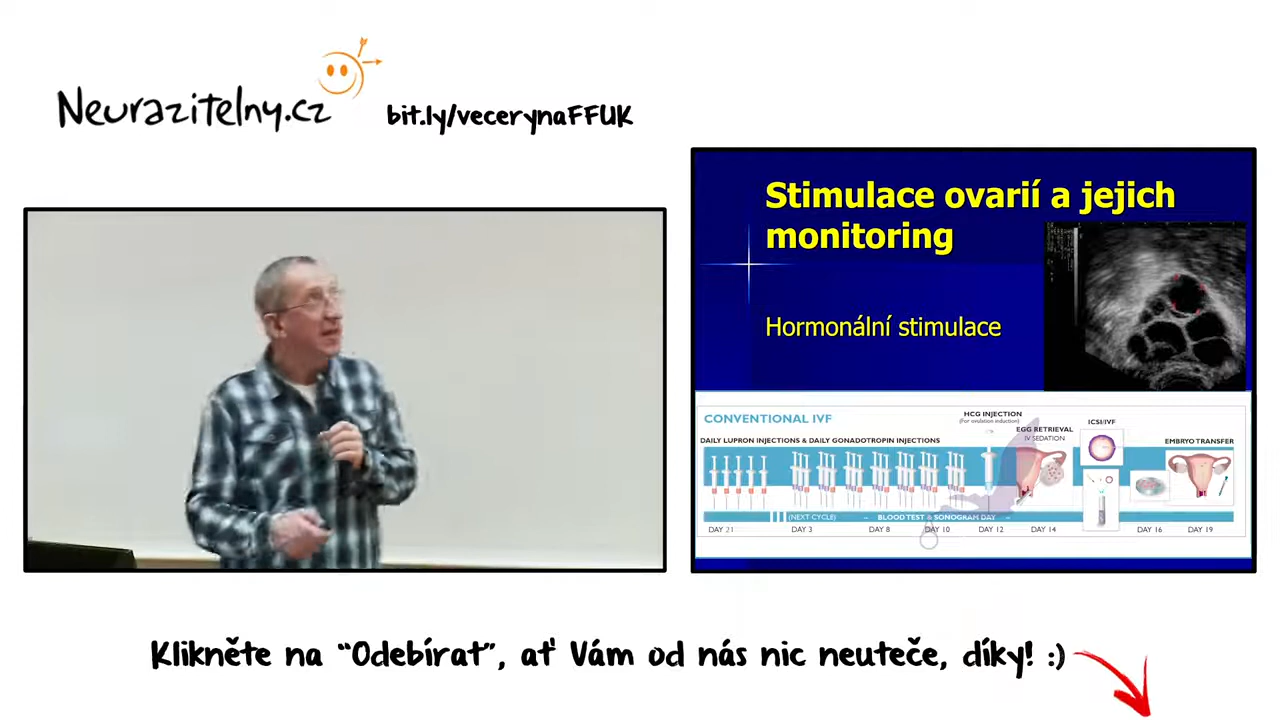 Neurazitelny.cz
bit.ly/vecerynaFFUK
Stimulace ovarií a jejich
monitoring
Hormonální stimulace
CONVENTIONAL IVF
HCG INJECTION
(For ovulation induction)
EGG RETRIEVAL
IV SEDATION
ICSI/IVF
DAILY LUPRON INJECTIONS & DAILY GONADOTROPIN INJECTIONS
EMBRYO TRANSFER
(NEXT CYCLE) – BLOOD TEST & SONOGRAM DAY –
DAY 21 DAY 3 DAY 8 DAY 10 DAY 12 DAY 14 DAY 16 DAY 19
Klikněte na “Odebírat”, ať Vám od nás nic neuteče, díky! :)